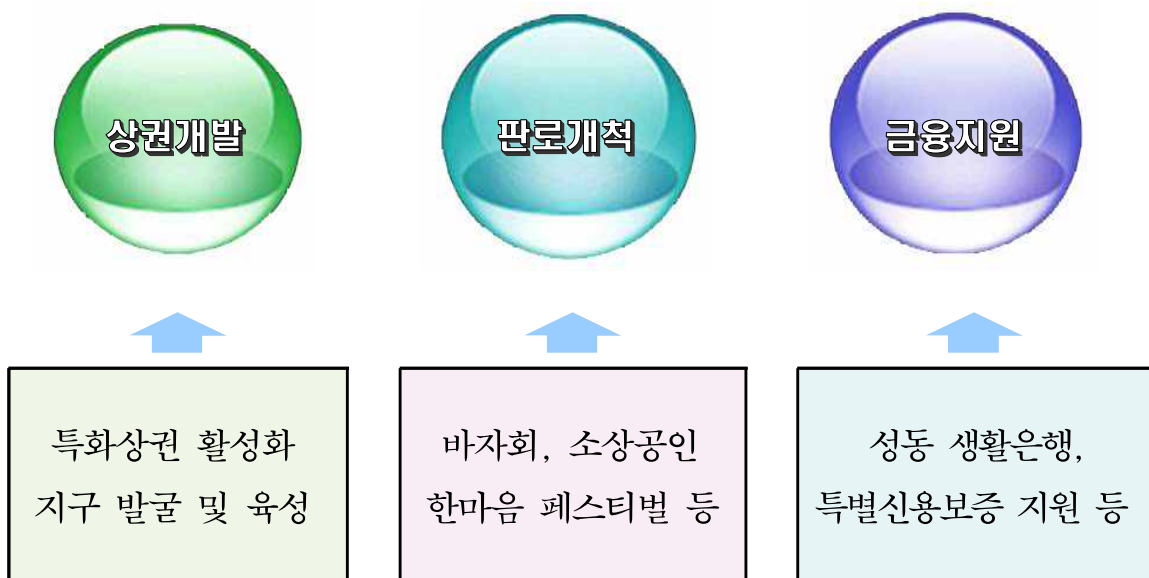 상권개발
판로개척
금융지원
특화상권 활성화
지구 발굴 및 육성
바자회, 소상공인
한마음 페스티벌 등
성동 생활은행,
특별신용보증 지원 등